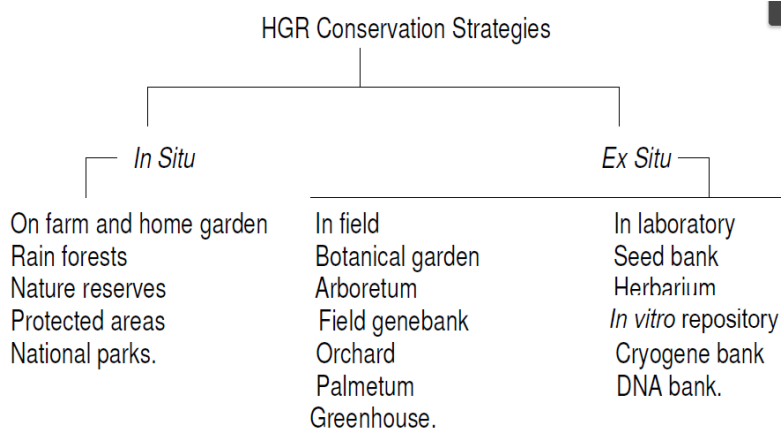 HGR Conservation Strategies
In Situ
Ex Situ
On farm and home garden
Rain forests
Nature reserves
Protected areas
National parks.
In field
Botanical garden
Arboretum
Field genebank
Orchard
Palmetum
Greenhouse.
In laboratory
Seed bank
Herbarium
In vitro repository
Cryogene bank
DNA bank.